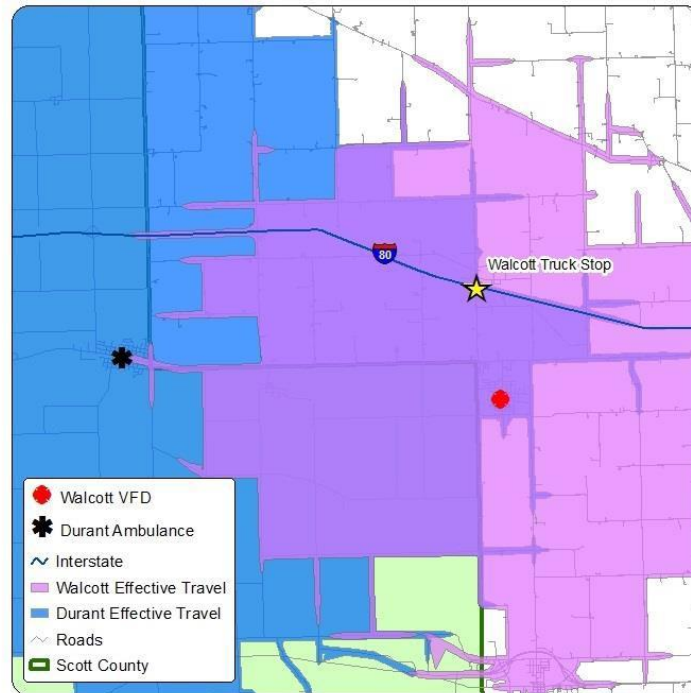 80
Walcott Truck Stop
Walcott VFD
Durant Ambulance
Interstate
Walcott Effective Travel
Durant Effective Travel
Roads
Scott County